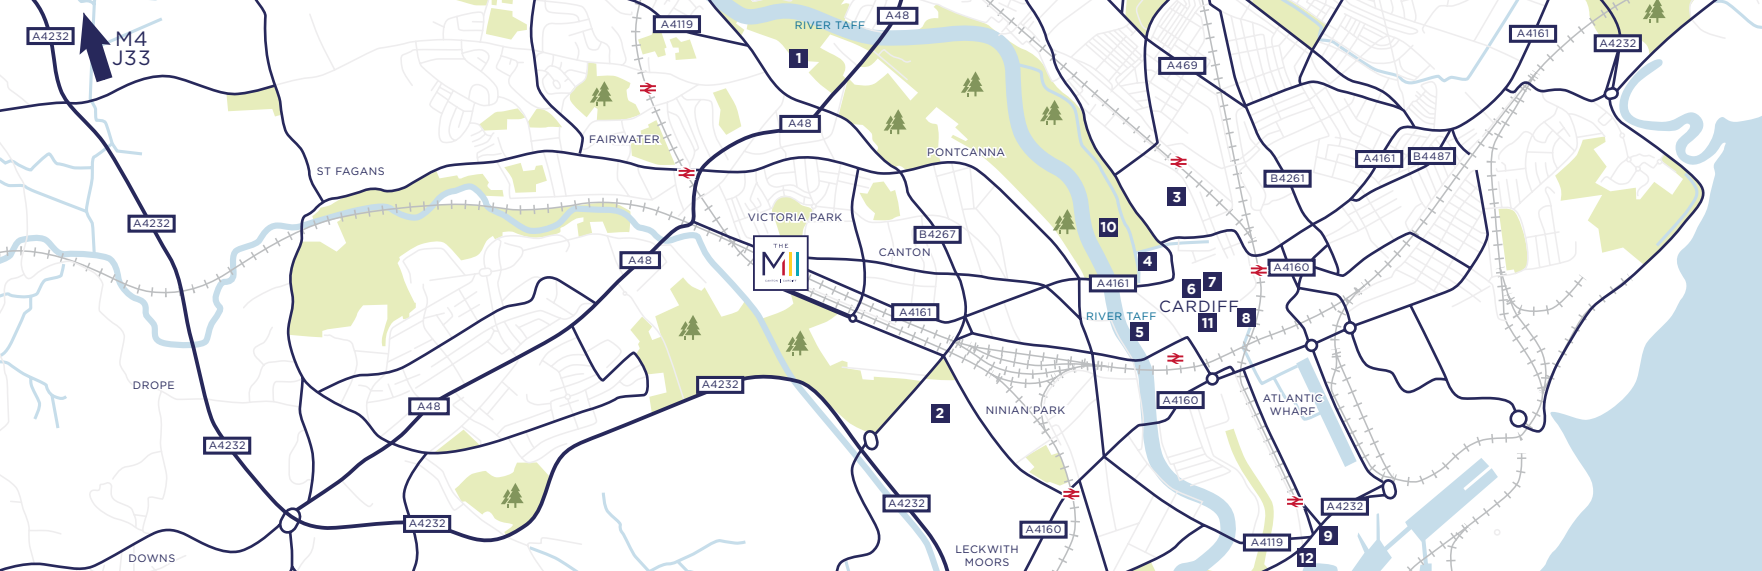 A4232
M4
J33
A4119
RIVER TAFF
A48
1
A4161
A4232
A469
A48
FAIRWATER
PONTCANNA
A4161
B4487
ST FAGANS
B4261
3
A4232
VICTORIA PARK
10
B4267
A48
THE
MILL
CANTON
4
A4160
A4161
6
7
CARDIFF
A4161
RIVER TAFF
11
8
5
DROPE
A4232
A48
2
NINIAN PARK
A4160
ATLANTIC
WHARF
A4232
A4232
A4232
A4232
A4160
A4119
9
LECKWITH
MOORS
DOWNS
12